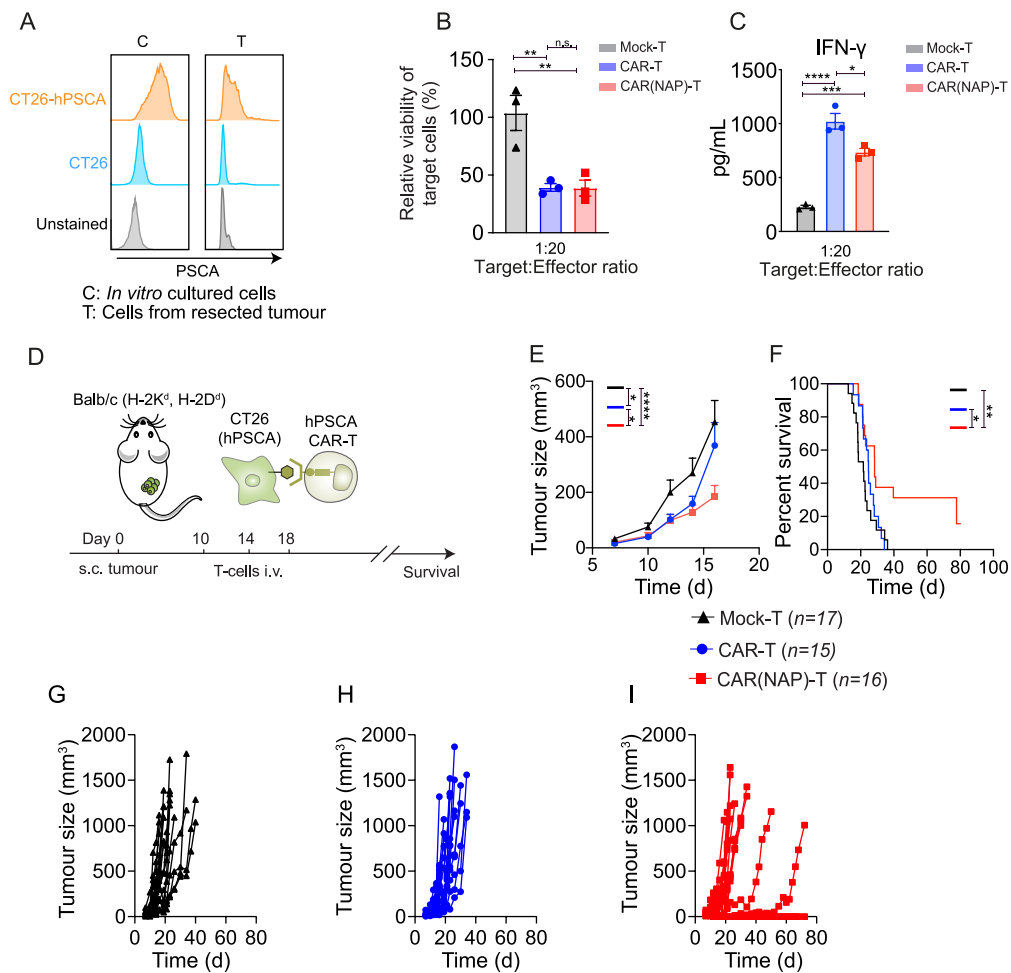 A
C
T
CT26-hPSCA
CT26
Unstained
PSCA
C: In vitro cultured cells
T: Cells from resected tumour
B
Relative viability of
target cells (%)
150
100
50
0
n.s.
**
**
Mock-T
CAR-T
CAR(NAP)-T
1:20
Target:Effector ratio
C
IFN-γ
pg/mL
1500
1000
500
0
****
*
***
Mock-T
CAR-T
CAR(NAP)-T
1:20
Target:Effector ratio
D
Balb/c (H-2Kᵈ, H-2Dᵈ)
CT26
(hPSCA)
hPSCA
CAR-T
Day 0
10
14
18
s.c. tumour
T-cells i.v.
Survival
E
Tumour size (mm³)
600
400
200
0
5
10
15
20
Time (d)
*
*
****
F
Percent survival
100
80
60
40
20
0
0
20
40
60
80
100
Time (d)
*
**
Mock-T (n=17)
CAR-T (n=15)
CAR(NAP)-T (n=16)
G
Tumour size (mm³)
2000
1500
1000
500
0
0
20
40
60
80
Time (d)
H
Tumour size (mm³)
2000
1500
1000
500
0
0
20
40
60
80
Time (d)
I
Tumour size (mm³)
2000
1500
1000
500
0
0
20
40
60
80
Time (d)